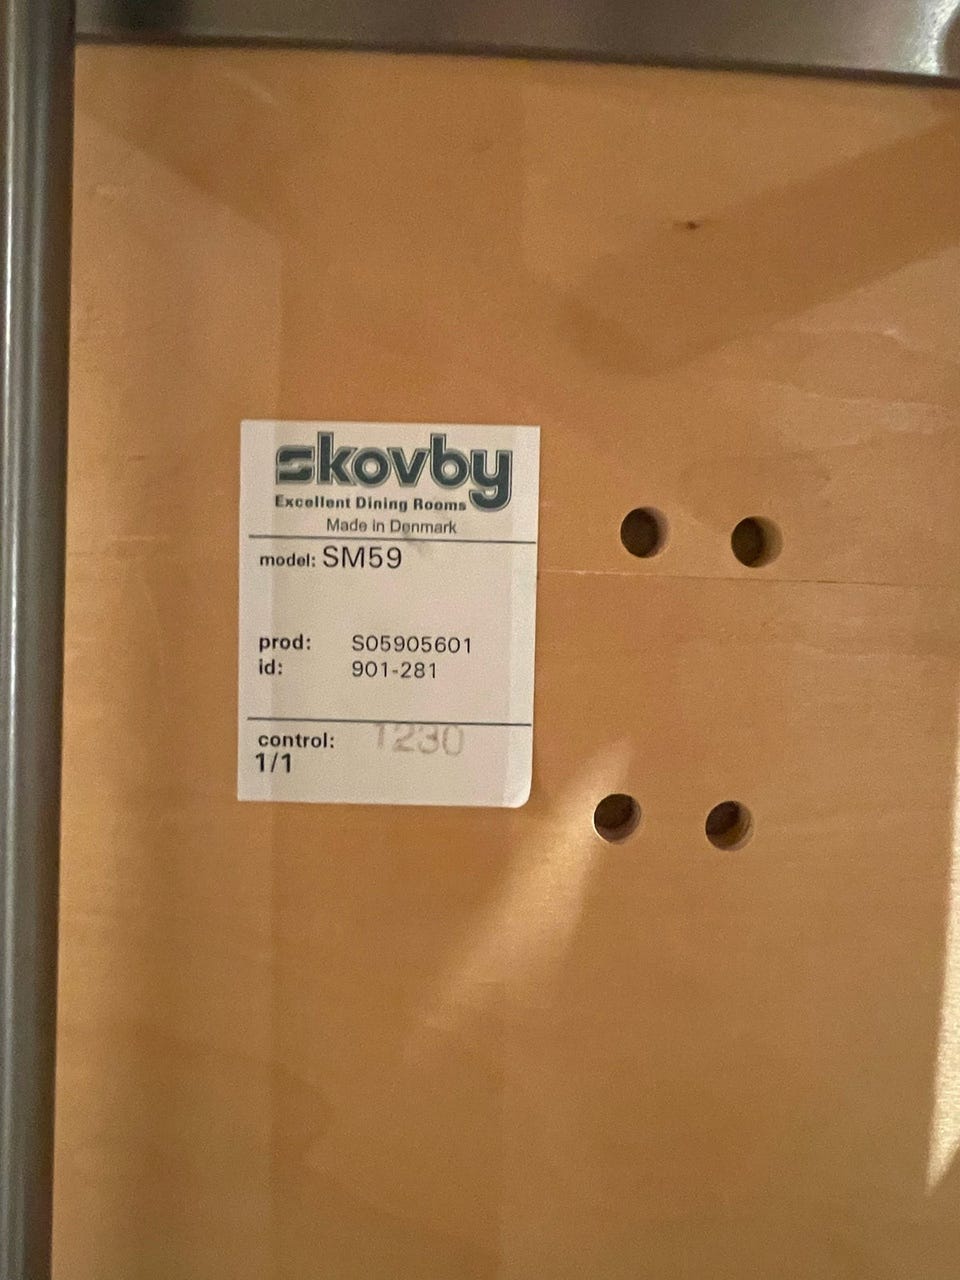 skovby
Excellent Dining Rooms
Made in Denmark
model: SM59
prod: S05905601
id: 901-281
control: 1230
1/1